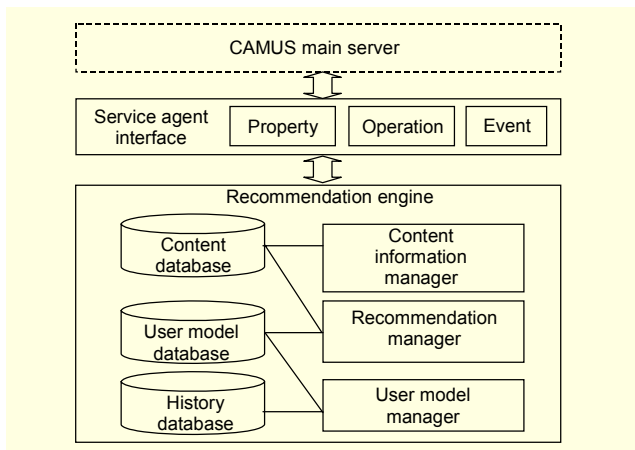 CAMUS main server
Service agent
interface
Property
Operation
Event
Recommendation engine
Content
database
Content
information
manager
User model
database
Recommendation
manager
History
database
User model
manager